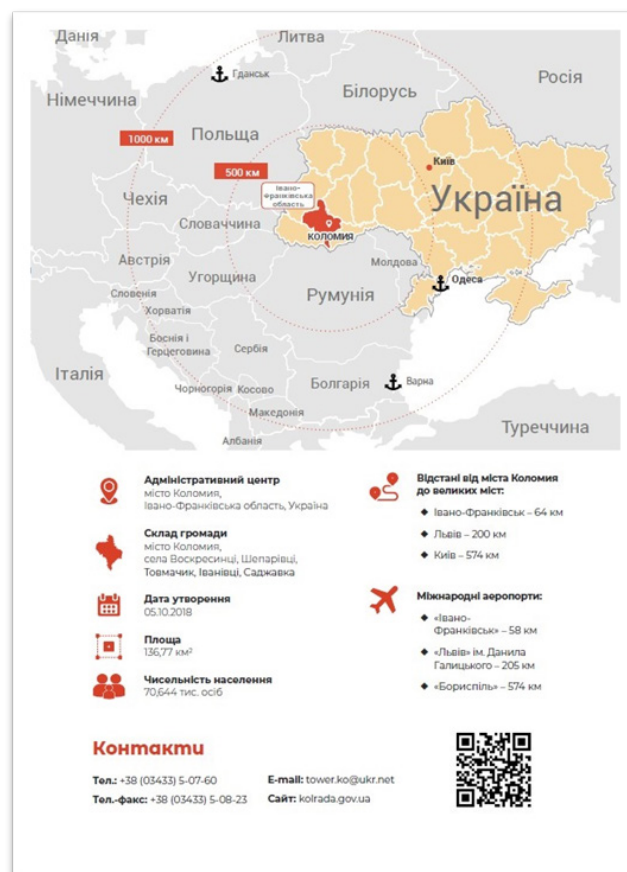 Данія
Литва
Гданськ
Білорусь
Росія
Німеччина
1000 км
Польща
500 км
Київ
Івано-
Франківська
область
Україна
Чехія
Словаччина
КОЛОМИЯ
Австрія
Молдова
Угорщина
Одеса
Словенія
Румунія
Хорватія
Боснія і
Герцеговина
Сербія
Італія
Чорногорія
Косово
Болгарія
Варна
Македонія
Албанія
Туреччина
Адміністративний центр
місто Коломия,
Івано-Франківська область, Україна
Склад громади
місто Коломия,
села Воскресинці, Шепарівці,
Товмачик, Іванівці, Саджавка
Дата утворення
05.10.2018
Площа
136,77 км²
Чисельність населення
70,644 тис. осіб
Відстані від міста Коломия
до великих міст:
◆ Івано-Франківськ – 64 км
◆ Львів – 200 км
◆ Київ – 574 км
Міжнародні аеропорти:
◆ «Івано-
Франківськ» – 58 км
◆ «Львів» ім. Данила
Галицького – 205 км
◆ «Бориспіль» – 574 км
Контакти
Тел.: +38 (03433) 5-07-60
E-mail: tower.ko@ukr.net
Тел.-факс: +38 (03433) 5-08-23
Сайт: kolrada.gov.ua